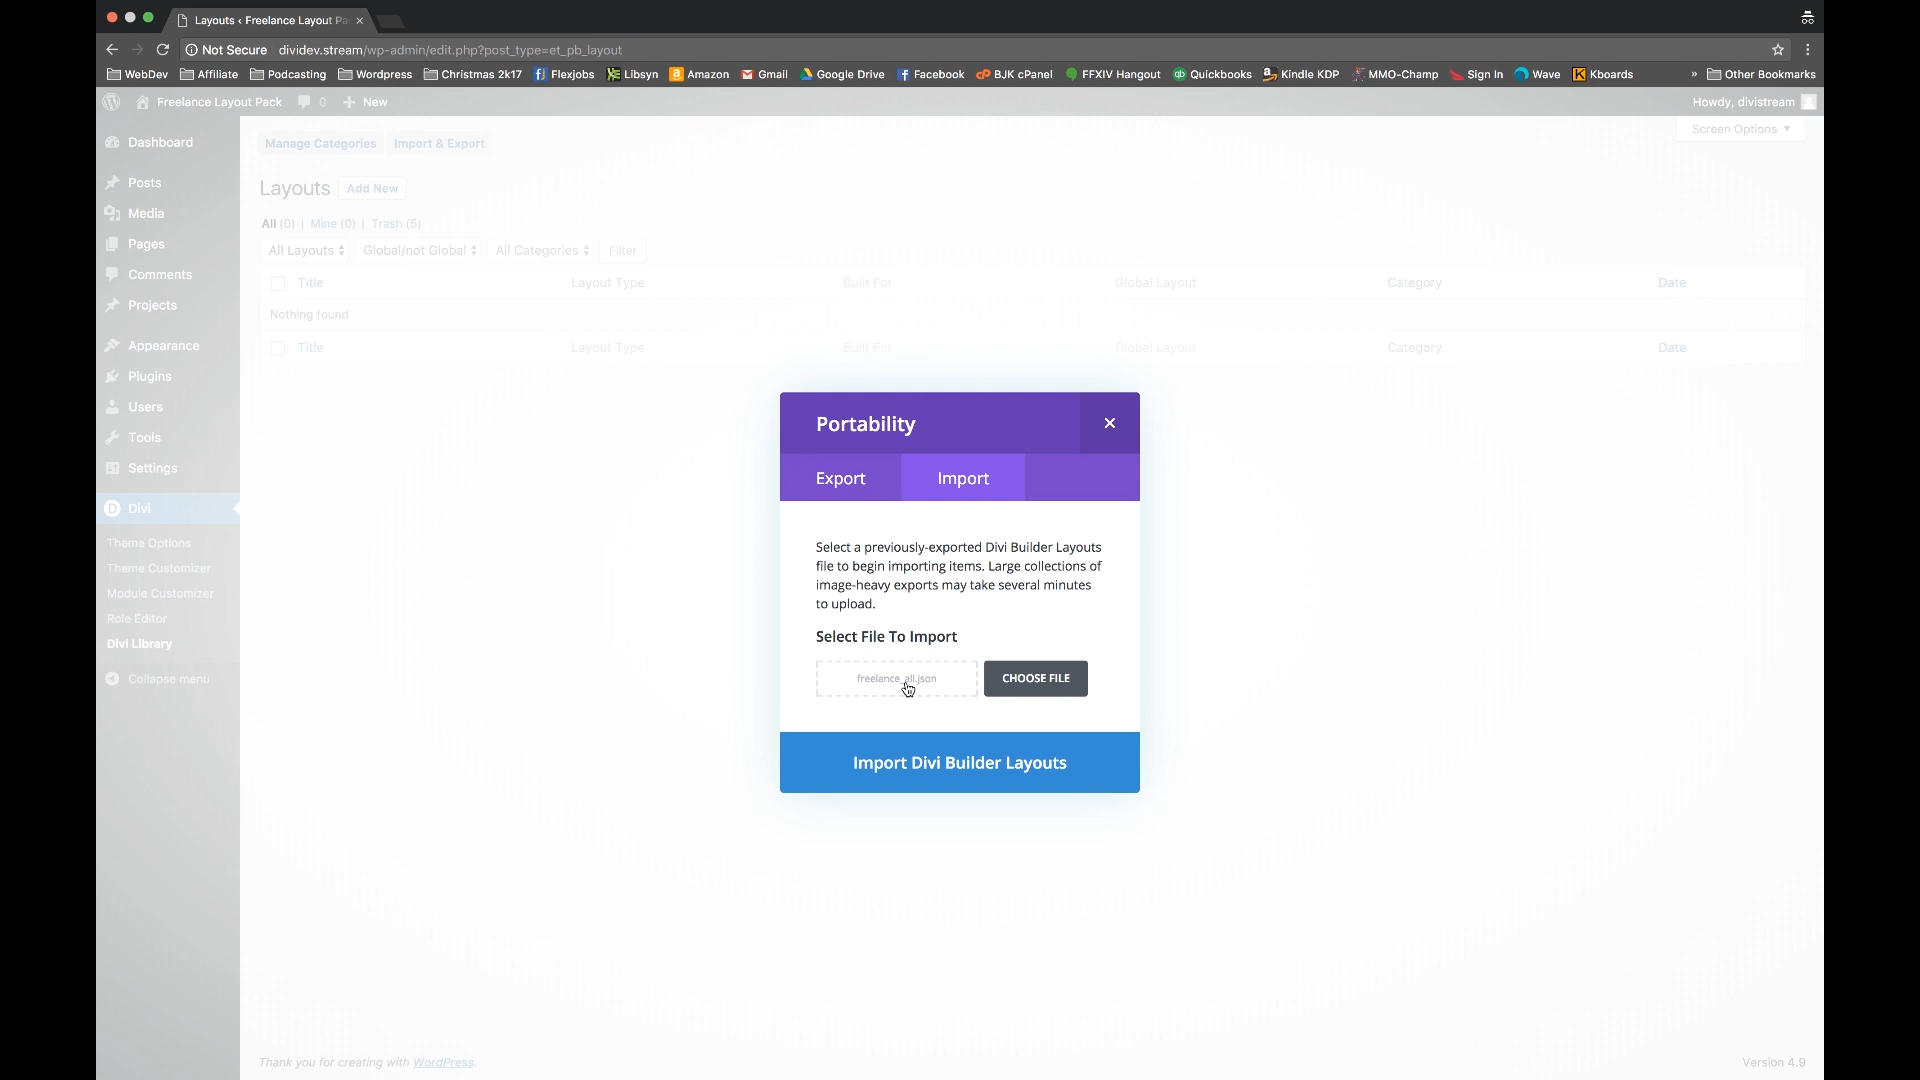 Layouts ‹ Freelance Layout Pa
Not Secure dividev.stream/wp-admin/edit.php?post_type=et_pb_layout
WebDev Affiliate Podcasting Wordpress Christmas 2k17 Flexjobs Libsyn Amazon Gmail Google Drive Facebook BJK cPanel FFXIV Hangout Quickbooks Kindle KDP MMO-Champ Sign In Wave Kboards » Other Bookmarks
Freelance Layout Pack 0 New Howdy, divistream
Screen Options
Dashboard
Posts
Media
Pages
Comments
Projects
Appearance
Plugins
Users
Tools
Settings
Divi
Theme Options
Theme Customizer
Module Customizer
Role Editor
Divi Library
Collapse menu
Manage Categories Import & Export
Layouts Add New
All (0) | Mine (0) | Trash (5)
All Layouts Global/not Global All Categories Filter
Title Layout Type Built For Global Layout Category Date
Nothing found
Title Layout Type Built For Global Layout Category Date
Portability
Export Import
Select a previously-exported Divi Builder Layouts
file to begin importing items. Large collections of
image-heavy exports may take several minutes
to upload.
Select File To Import
freelance_all.json CHOOSE FILE
Import Divi Builder Layouts
Thank you for creating with WordPress.
Version 4.9